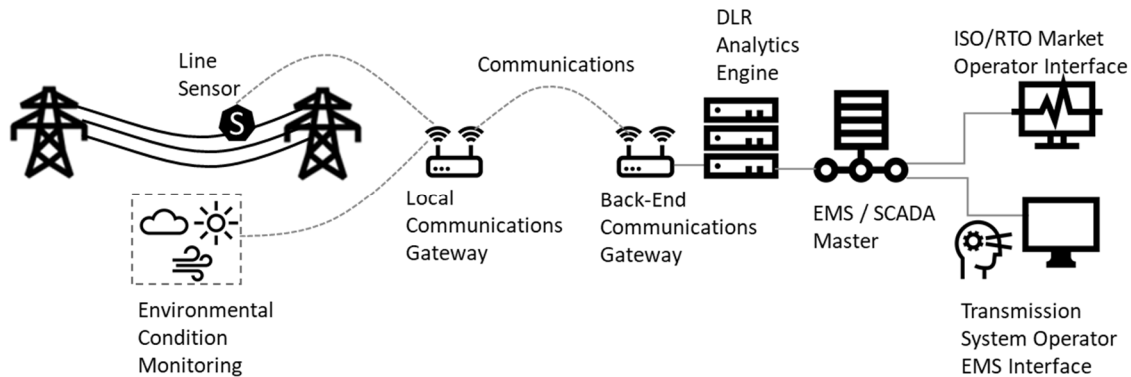 Line
Sensor
S
Environmental
Condition
Monitoring
Communications
Local
Communications
Gateway
Back-End
Communications
Gateway
DLR
Analytics
Engine
EMS / SCADA
Master
ISO/RTO Market
Operator Interface
Transmission
System Operator
EMS Interface